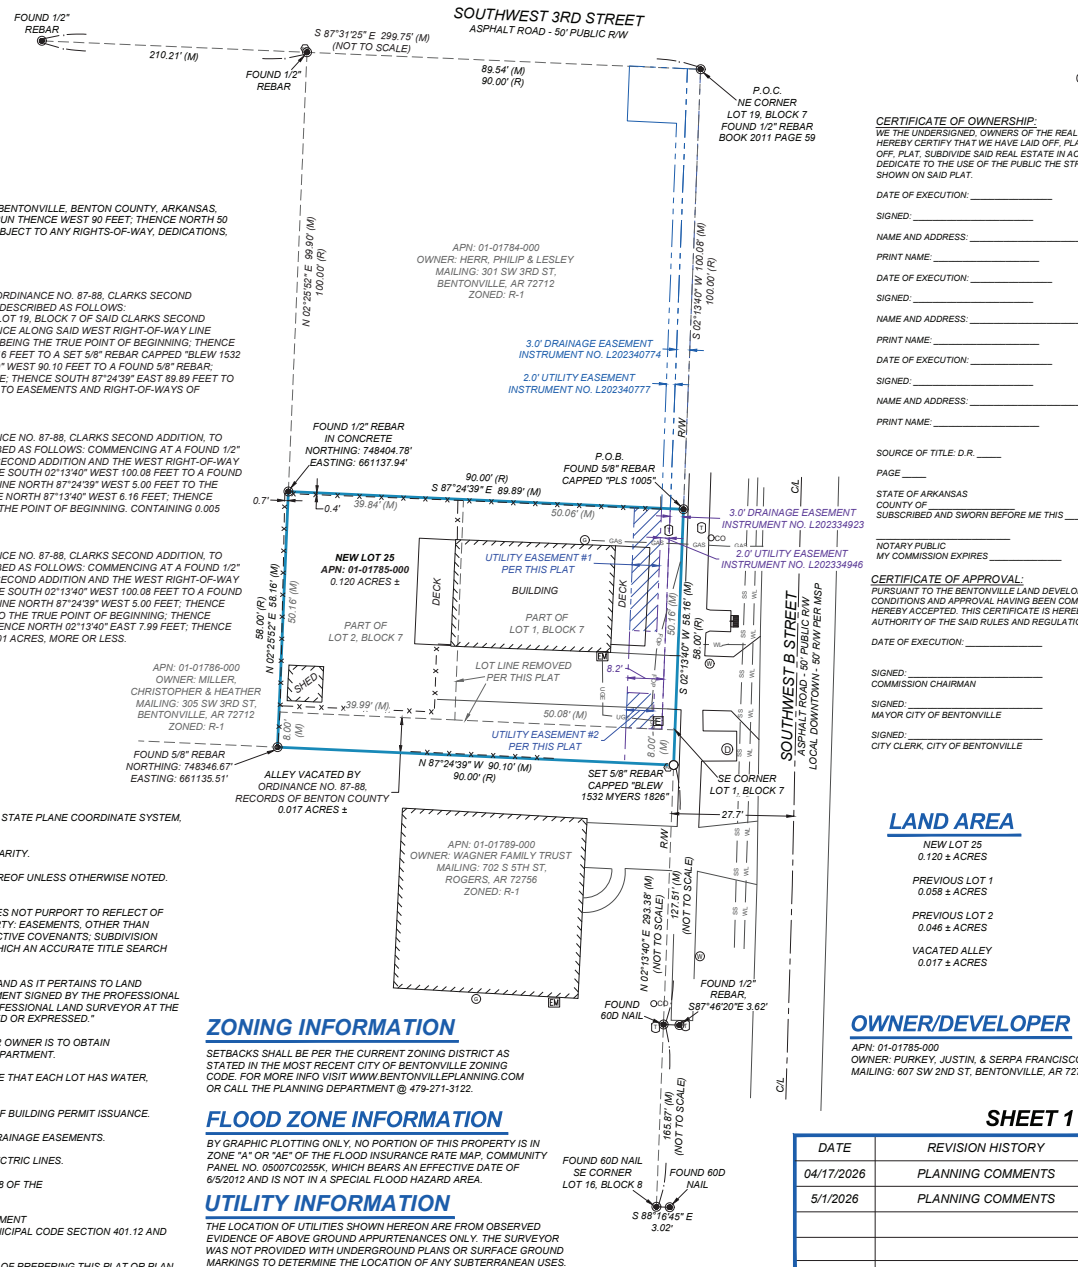 FOUND 1/2"
REBAR
SOUTHWEST 3RD STREET
ASPHALT ROAD - 50' PUBLIC R/W
S 87°31'25" E  299.75' (M)
(NOT TO SCALE)
210.21' (M)
FOUND 1/2"
REBAR
89.54' (M)
90.00' (R)
P.O.C.
NE CORNER
LOT 19, BLOCK 7
FOUND 1/2" REBAR
BOOK 2011 PAGE 59
CERTIFICATE OF OWNERSHIP:
WE THE UNDERSIGNED, OWNERS OF THE REAL
HEREBY CERTIFY THAT WE HAVE LAID OFF, PLA
OFF, PLAT, SUBDIVIDE SAID REAL ESTATE IN AC
DEDICATE TO THE USE OF THE PUBLIC THE STR
SHOWN ON SAID PLAT.
DATE OF EXECUTION:
SIGNED:
NAME AND ADDRESS:
PRINT NAME:
DATE OF EXECUTION:
SIGNED:
NAME AND ADDRESS:
PRINT NAME:
DATE OF EXECUTION:
SIGNED:
NAME AND ADDRESS:
PRINT NAME:
SOURCE OF TITLE: D.R.
PAGE
STATE OF ARKANSAS
COUNTY OF
SUBSCRIBED AND SWORN BEFORE ME THIS
NOTARY PUBLIC
MY COMMISSION EXPIRES
CERTIFICATE OF APPROVAL:
PURSUANT TO THE BENTONVILLE LAND DEVELO
CONDITIONS AND APPROVAL HAVING BEEN COM
HEREBY ACCEPTED. THIS CERTIFICATE IS HEREI
AUTHORITY OF THE SAID RULES AND REGULATIO
DATE OF EXECUTION:
SIGNED:
COMMISSION CHAIRMAN
SIGNED:
MAYOR CITY OF BENTONVILLE
SIGNED:
CITY CLERK, CITY OF BENTONVILLE
BENTONVILLE, BENTON COUNTY, ARKANSAS,
UN THENCE WEST 90 FEET; THENCE NORTH 50
BJECT TO ANY RIGHTS-OF-WAY, DEDICATIONS,
ORDINANCE NO. 87-88, CLARKS SECOND
DESCRIBED AS FOLLOWS:
LOT 19, BLOCK 7 OF SAID CLARKS SECOND
ICE ALONG SAID WEST RIGHT-OF-WAY LINE
BEING THE TRUE POINT OF BEGINNING; THENCE
6 FEET TO A SET 5/8" REBAR CAPPED "BLEW 1532
" WEST 90.10 FEET TO A FOUND 5/8" REBAR;
E; THENCE SOUTH 87°24'39" EAST 89.89 FEET TO
TO EASEMENTS AND RIGHT-OF-WAYS OF
ICE NO. 87-88, CLARKS SECOND ADDITION, TO
BED AS FOLLOWS: COMMENCING AT A FOUND 1/2"
ECOND ADDITION AND THE WEST RIGHT-OF-WAY
E SOUTH 02°13'40" WEST 100.08 FEET TO A FOUND
INE NORTH 87°24'39" WEST 5.00 FEET TO THE
E NORTH 87°13'40" WEST 6.16 FEET; THENCE
THE POINT OF BEGINNING. CONTAINING 0.005
ICE NO. 87-88, CLARKS SECOND ADDITION, TO
BED AS FOLLOWS: COMMENCING AT A FOUND 1/2"
ECOND ADDITION AND THE WEST RIGHT-OF-WAY
E SOUTH 02°13'40" WEST 100.08 FEET TO A FOUND
INE NORTH 87°24'39" WEST 5.00 FEET; THENCE
TO THE TRUE POINT OF BEGINNING; THENCE
ENCE NORTH 02°13'40" EAST 7.99 FEET; THENCE
01 ACRES, MORE OR LESS.
N 02°25'52" E  99.90' (M)
100.00' (R)
APN: 01-01784-000
OWNER: HERR, PHILIP & LESLEY
MAILING: 301 SW 3RD ST,
BENTONVILLE, AR 72712
ZONED: R-1
S 02°13'40" W  100.08' (M)
100.00' (R)
3.0' DRAINAGE EASEMENT
INSTRUMENT NO. L202340774
2.0' UTILITY EASEMENT
INSTRUMENT NO. L202340777
R/W
FOUND 1/2" REBAR
IN CONCRETE
NORTHING: 748404.78'
EASTING: 661137.94'
P.O.B.
FOUND 5/8" REBAR
CAPPED "PLS 1005"
90.00' (R)
S 87°24'39" E  89.89' (M)
0.7'
0.4'
39.84' (M)
50.06' (M)
C/L
3.0' DRAINAGE EASEMENT
INSTRUMENT NO. L202334923
2.0' UTILITY EASEMENT
INSTRUMENT NO. L202334946
NEW LOT 25
APN: 01-01785-000
0.120 ACRES ±
UTILITY EASEMENT #1
PER THIS PLAT
DECK
BUILDING
DECK
PART OF
LOT 2, BLOCK 7
PART OF
LOT 1, BLOCK 7
58.00' (R)
N 02°25'52" E  58.16' (M)
50.16' (M)
50.16' (M)
S 02°13'40" W  58.16' (M)
58.00' (R)
G
GAS
GAS
GAS
T
T
CO
W
EM
E
UGE
UG
8.2'
LOT LINE REMOVED
PER THIS PLAT
SHED
39.99' (M)
50.08' (M)
8.00'
(M)
8.00'
(M)
UTILITY EASEMENT #2
PER THIS PLAT
SOUTHWEST B STREET
ASPHALT ROAD - 50' PUBLIC R/W
LOCAL DOWNTOWN - 50' R/W PER MSP
SS
WL
D
APN: 01-01786-000
OWNER: MILLER,
CHRISTOPHER & HEATHER
MAILING: 305 SW 3RD ST,
BENTONVILLE, AR 72712
ZONED: R-1
FOUND 5/8" REBAR
NORTHING: 748346.67'
EASTING: 661135.51'
N 87°24'39" W  90.10' (M)
90.00' (R)
ALLEY VACATED BY
ORDINANCE NO. 87-88,
RECORDS OF BENTON COUNTY
0.017 ACRES ±
SET 5/8" REBAR
CAPPED "BLEW
1532 MYERS 1826"
SE CORNER
LOT 1, BLOCK 7
27.7'
R/W
APN: 01-01789-000
OWNER: WAGNER FAMILY TRUST
MAILING: 702 S 5TH ST,
ROGERS, AR 72756
ZONED: R-1
N 02°13'40" E  293.38' (M)
(NOT TO SCALE)
127.51' (M)
(NOT TO SCALE)
LAND AREA
NEW LOT 25
0.120 ± ACRES
PREVIOUS LOT 1
0.058 ± ACRES
PREVIOUS LOT 2
0.046 ± ACRES
VACATED ALLEY
0.017 ± ACRES
STATE PLANE COORDINATE SYSTEM,
ARITY.
REOF UNLESS OTHERWISE NOTED.
ES NOT PURPORT TO REFLECT OF
RTY: EASEMENTS, OTHER THAN
CTIVE COVENANTS; SUBDIVISION
HICH AN ACCURATE TITLE SEARCH
AND AS IT PERTAINS TO LAND
MENT SIGNED BY THE PROFESSIONAL
FESSIONAL LAND SURVEYOR AT THE
D OR EXPRESSED."
R OWNER IS TO OBTAIN
PARTMENT.
E THAT EACH LOT HAS WATER,
F BUILDING PERMIT ISSUANCE.
RAINAGE EASEMENTS.
CTRIC LINES.
8 OF THE
MENT
NICIPAL CODE SECTION 401.12 AND
OF PREPERING THIS PLAT OR PLAN
G
EM
W
FOUND
60D NAIL
CO
T
FOUND 1/2"
REBAR,
S87°46'20"E 3.62'
C/L
165.87' (M)
(NOT TO SCALE)
FOUND 60D NAIL
SE CORNER
LOT 16, BLOCK 8
FOUND 60D
NAIL
S 88°16'45" E
3.02'
ZONING INFORMATION
SETBACKS SHALL BE PER THE CURRENT ZONING DISTRICT AS
STATED IN THE MOST RECENT CITY OF BENTONVILLE ZONING
CODE. FOR MORE INFO VISIT WWW.BENTONVILLEPLANNING.COM
OR CALL THE PLANNING DEPARTMENT @ 479-271-3122.
FLOOD ZONE INFORMATION
BY GRAPHIC PLOTTING ONLY, NO PORTION OF THIS PROPERTY IS IN
ZONE "A" OR "AE" OF THE FLOOD INSURANCE RATE MAP, COMMUNITY
PANEL NO. 05007C0255K, WHICH BEARS AN EFFECTIVE DATE OF
6/5/2012 AND IS NOT IN A SPECIAL FLOOD HAZARD AREA.
UTILITY INFORMATION
THE LOCATION OF UTILITIES SHOWN HEREON ARE FROM OBSERVED
EVIDENCE OF ABOVE GROUND APPURTENANCES ONLY. THE SURVEYOR
WAS NOT PROVIDED WITH UNDERGROUND PLANS OR SURFACE GROUND
MARKINGS TO DETERMINE THE LOCATION OF ANY SUBTERRANEAN USES.
OWNER/DEVELOPER
APN: 01-01785-000
OWNER: PURKEY, JUSTIN, & SERPA FRANCISCO
MAILING: 607 SW 2ND ST, BENTONVILLE, AR 727
SHEET 1
DATE
REVISION HISTORY
04/17/2026
PLANNING COMMENTS
5/1/2026
PLANNING COMMENTS